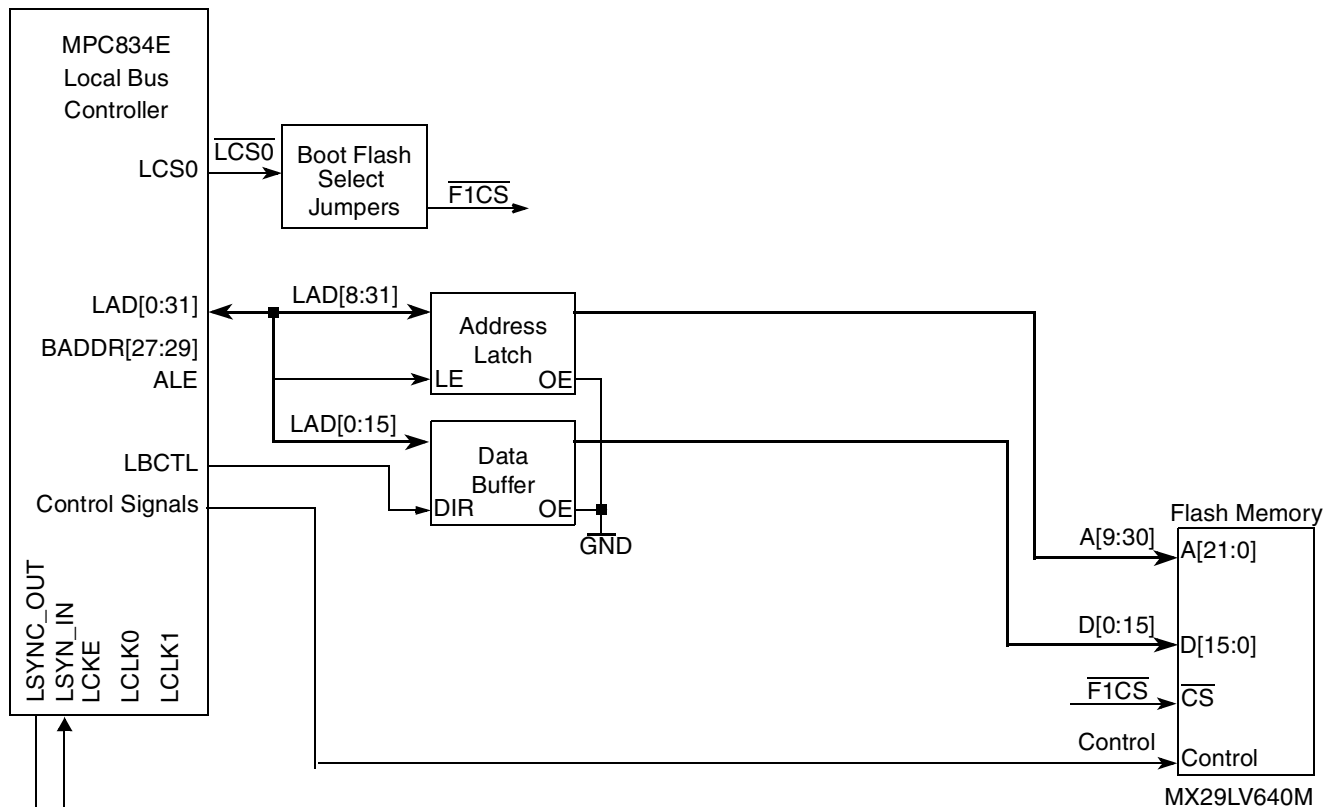 MPC834E
Local Bus
Controller
LCS0
LCS0
Boot Flash
Select
Jumpers
F1CS
LAD[0:31]
LAD[8:31]
Address
Latch
BADDR[27:29]
ALE
LE
OE
LAD[0:15]
LBCTL
Data
Buffer
Control Signals
DIR
OE
GND
Flash Memory
A[9:30]
A[21:0]
D[0:15]
D[15:0]
F1CS
CS
Control
Control
MX29LV640M
LSYNC_OUT
LSYN_IN
LCKE
LCLK0
LCLK1